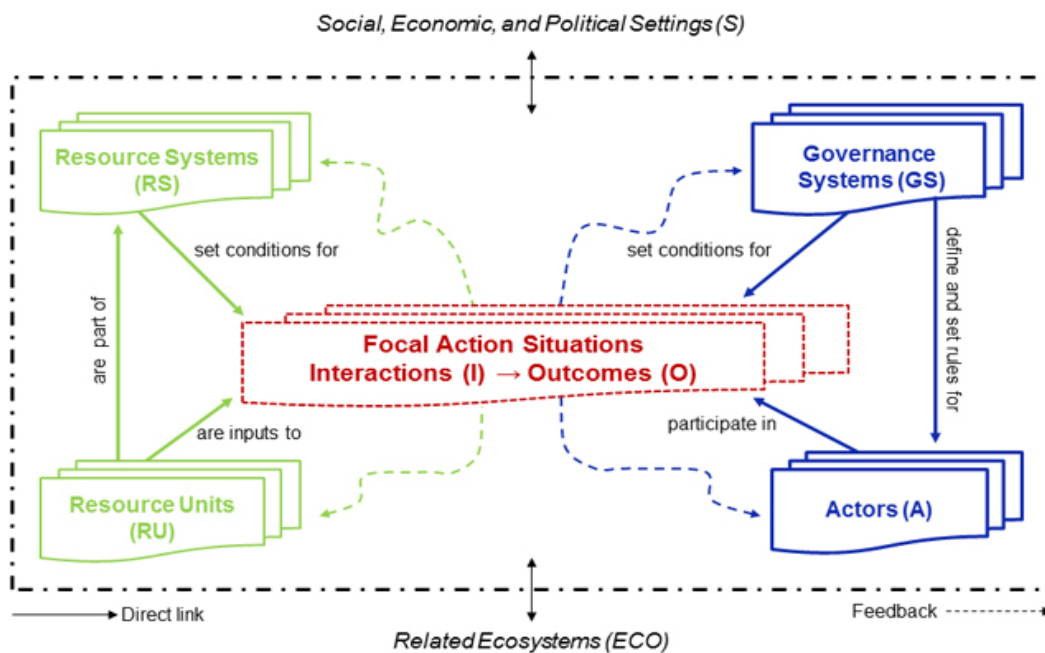 Social, Economic, and Political Settings (S)
Resource Systems
(RS)
Governance
Systems (GS)
set conditions for
set conditions for
define and set rules for
are part of
Focal Action Situations
Interactions (I) → Outcomes (O)
are inputs to
participate in
Resource Units
(RU)
Actors (A)
Direct link
Feedback
Related Ecosystems (ECO)